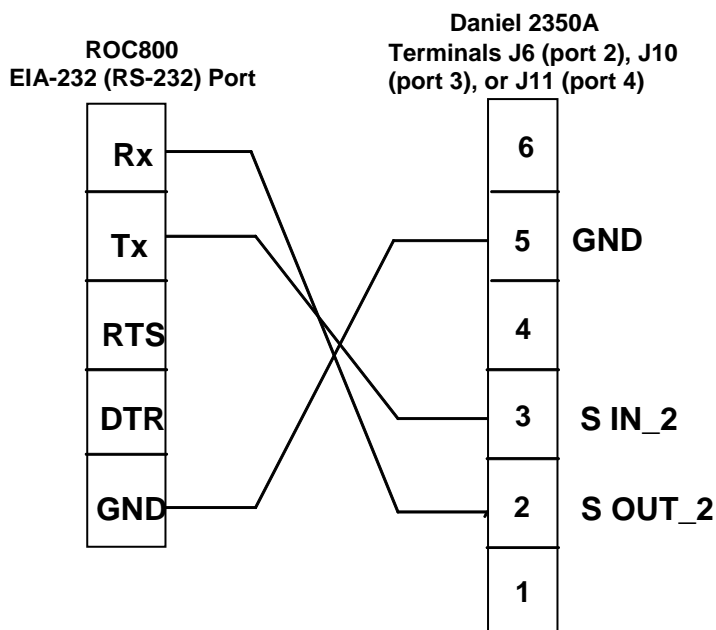 ROC800
EIA-232 (RS-232) Port
Daniel 2350A
Terminals J6 (port 2), J10
(port 3), or J11 (port 4)
Rx
Tx
RTS
DTR
GND
6
5 GND
4
3 S IN_2
2 S OUT_2
1